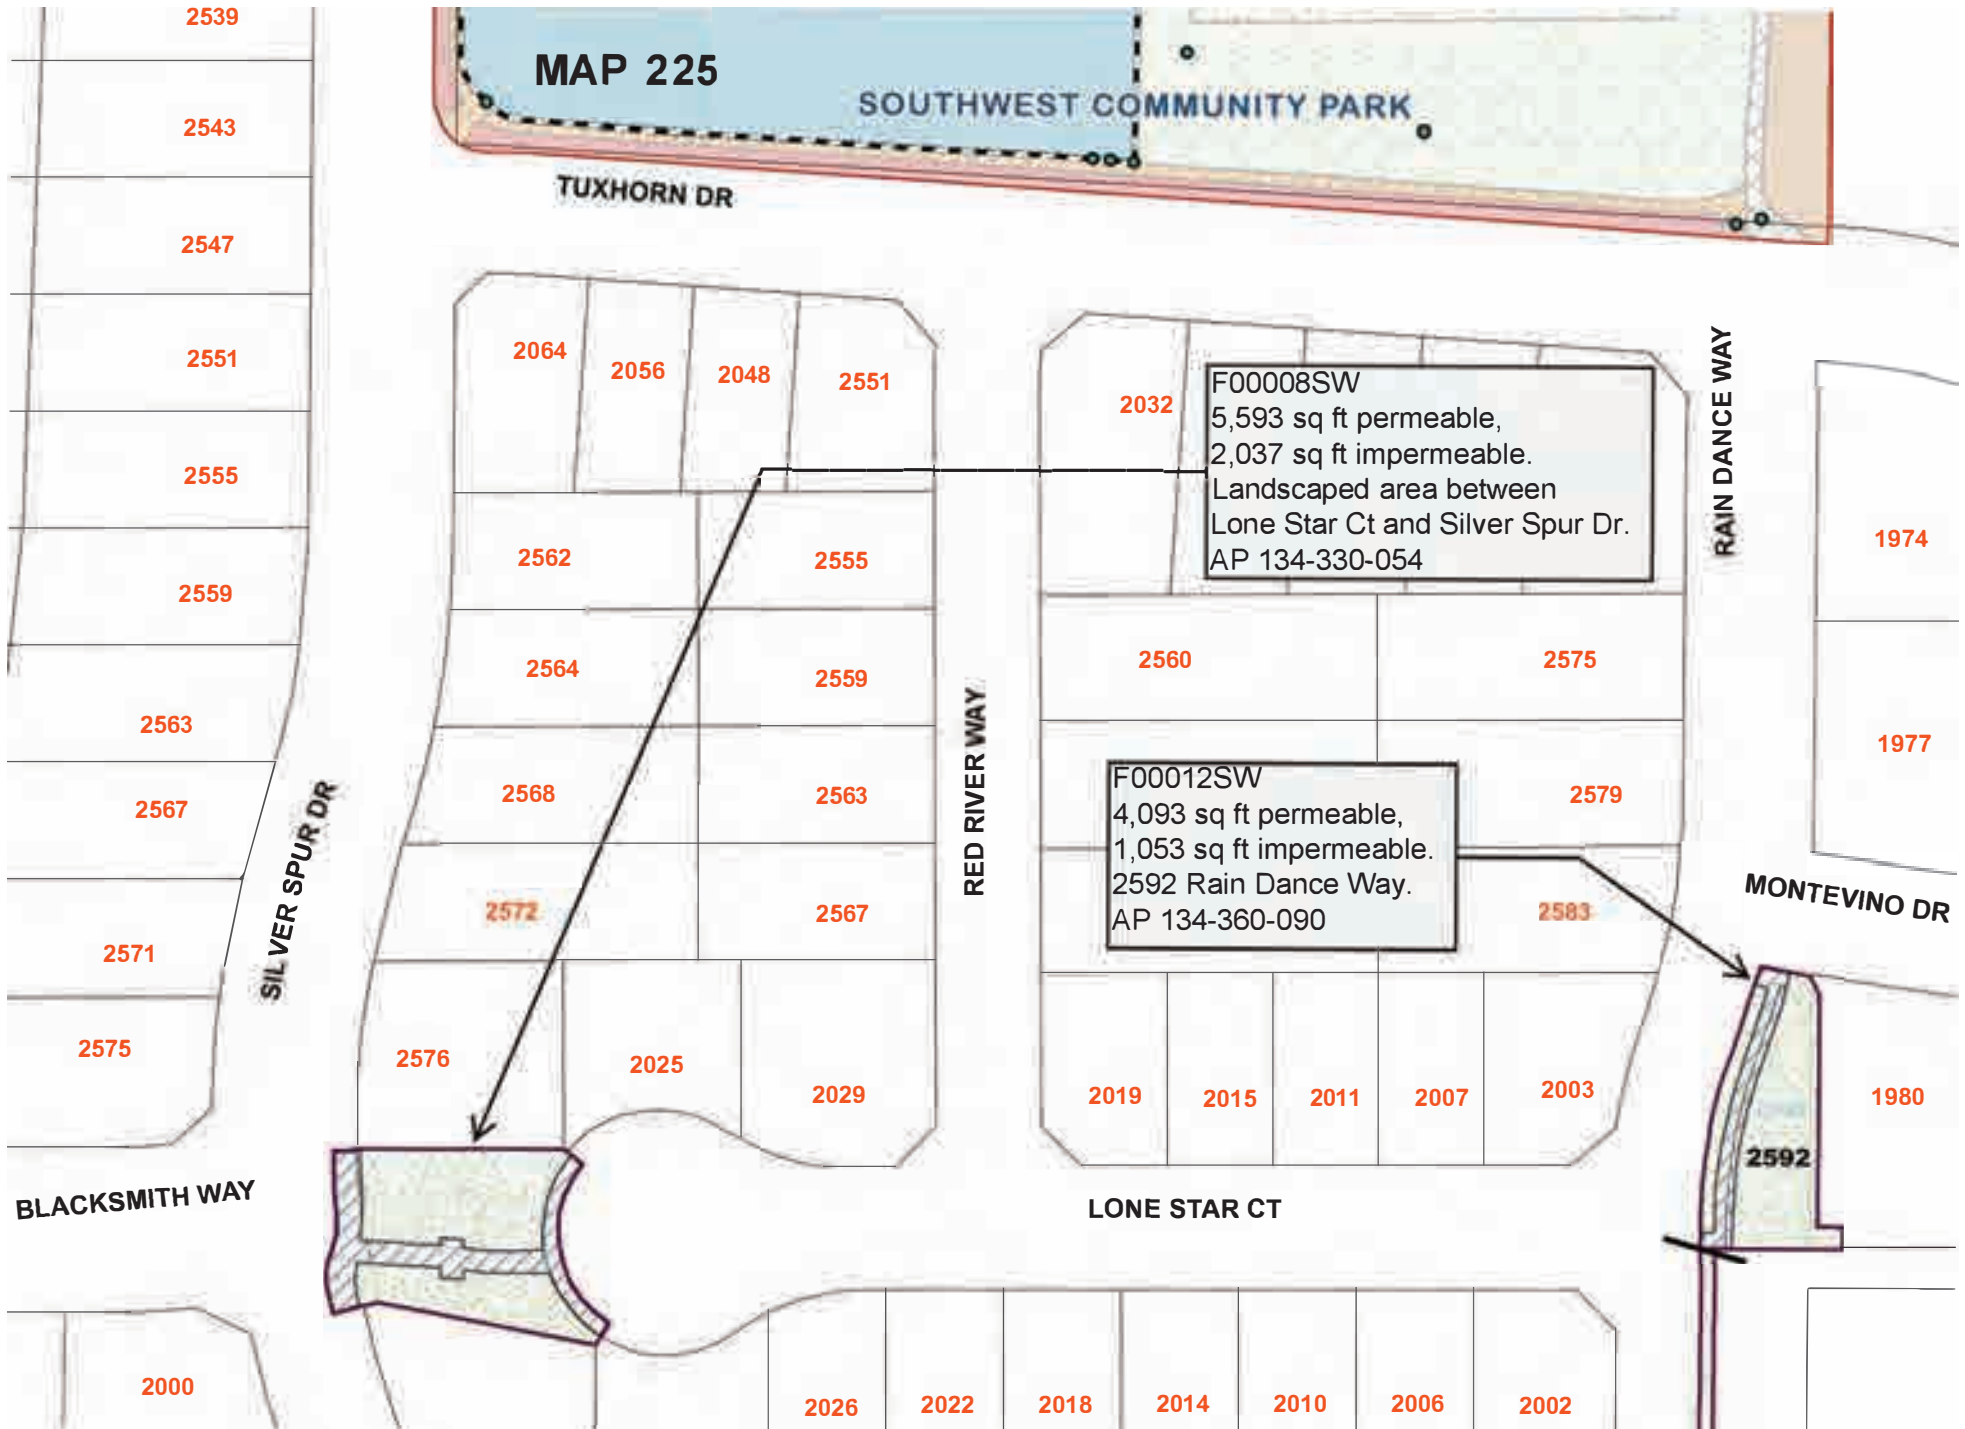 2539
MAP 225
SOUTHWEST COMMUNITY PARK
2543
TUXHORN DR
2547
2551
2064
2056
2048
2551
2032
RAIN DANCE WAY
F00008SW
5,593 sq ft permeable,
2,037 sq ft impermeable.
Landscaped area between
Lone Star Ct and Silver Spur Dr.
AP 134-330-054
2555
2562
2555
1974
2559
2564
2559
2560
2575
2563
RED RIVER WAY
1977
2567
SILVER SPUR DR
2568
2563
F00012SW
4,093 sq ft permeable,
1,053 sq ft impermeable.
2592 Rain Dance Way.
AP 134-360-090
2579
2572
2567
2583
MONTEVINO DR
2571
2575
2576
2025
2029
2019
2015
2011
2007
2003
1980
2592
BLACKSMITH WAY
LONE STAR CT
2000
2026
2022
2018
2014
2010
2006
2002